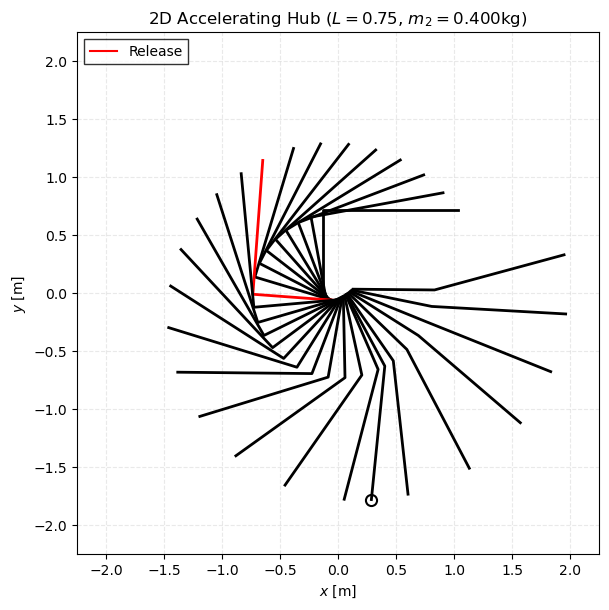 2D Accelerating Hub (L = 0.75, m₂ = 0.400kg)
Release
y [m]
2.0
1.5
1.0
0.5
0.0
−0.5
−1.0
−1.5
−2.0
−2.0 −1.5 −1.0 −0.5 0.0 0.5 1.0 1.5 2.0
x [m]